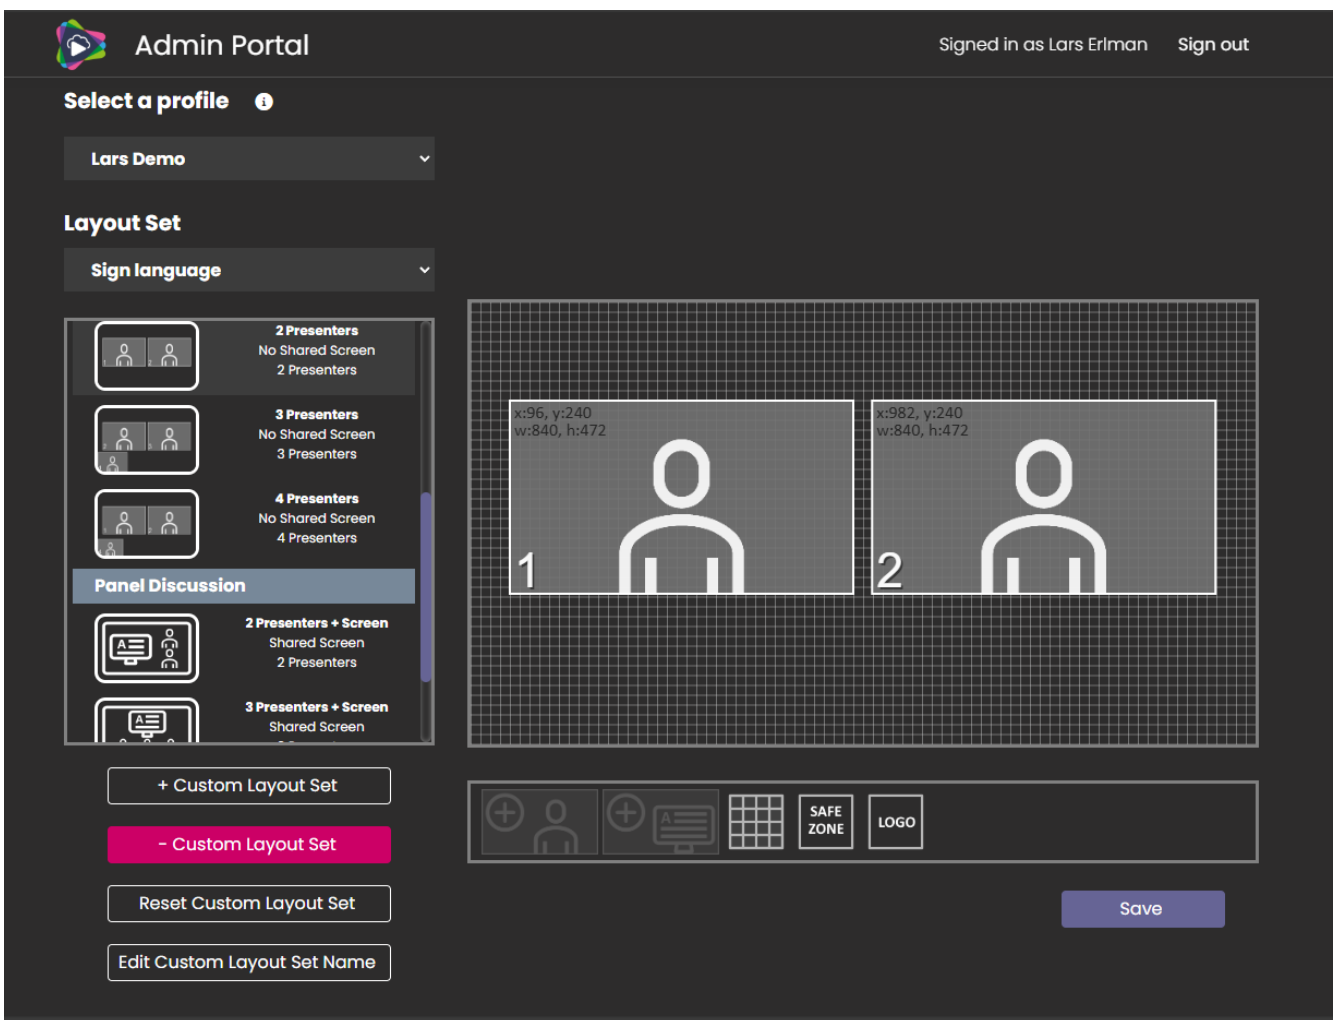 Admin Portal
Signed in as Lars Erlman
Sign out
Select a profile
Lars Demo
Layout Set
Sign language
2 Presenters
No Shared Screen
2 Presenters
3 Presenters
No Shared Screen
3 Presenters
4 Presenters
No Shared Screen
4 Presenters
Panel Discussion
2 Presenters + Screen
Shared Screen
2 Presenters
3 Presenters + Screen
Shared Screen
+ Custom Layout Set
- Custom Layout Set
Reset Custom Layout Set
Edit Custom Layout Set Name
x:96, y:240
w:840, h:472
1
x:982, y:240
w:840, h:472
2
SAFE
ZONE
LOGO
Save